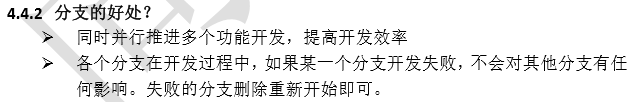 4.4.2 分支的好处？
➢ 同时并行推进多个功能开发，提高开发效率
➢ 各个分支在开发过程中，如果某一个分支开发失败，不会对其他分支有任
何影响。失败的分支删除重新开始即可。